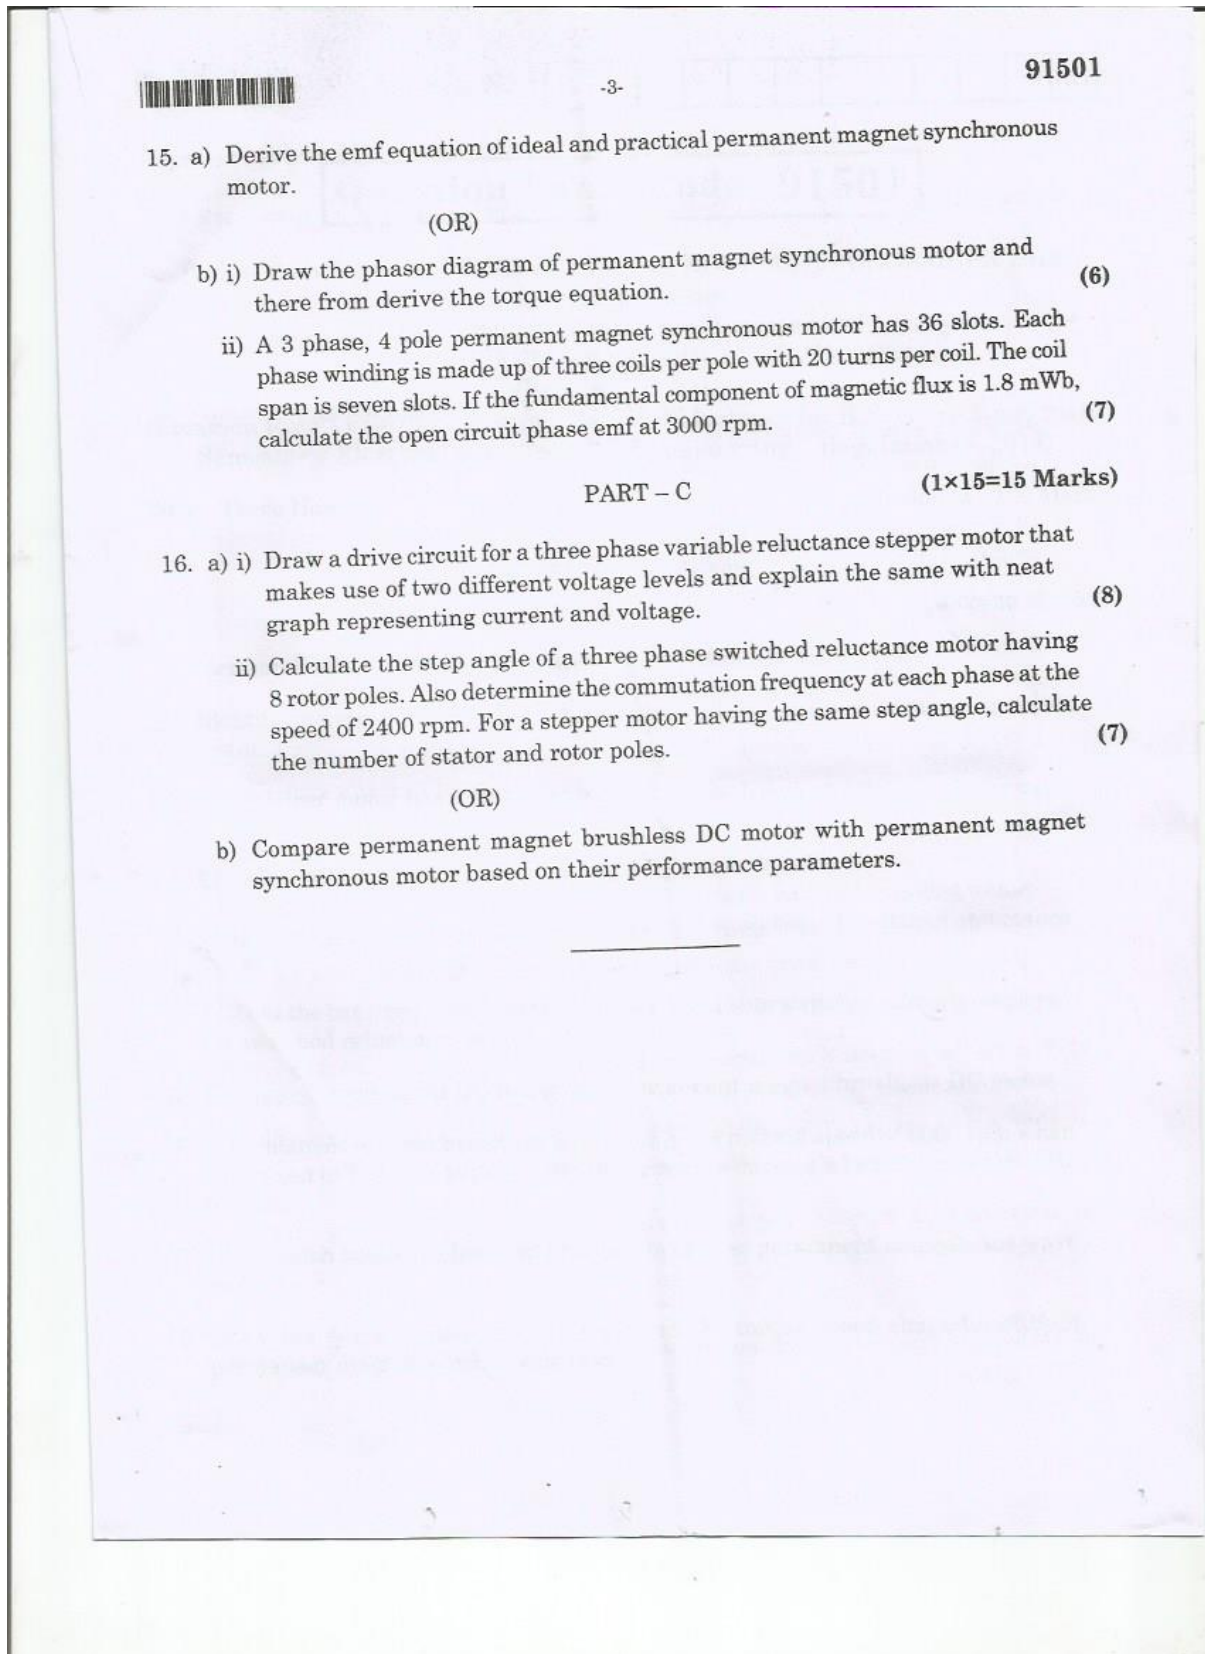 -3-
91501
15. a) Derive the emf equation of ideal and practical permanent magnet synchronous
motor.
(OR)
b) i) Draw the phasor diagram of permanent magnet synchronous motor and
there from derive the torque equation. (6)
ii) A 3 phase, 4 pole permanent magnet synchronous motor has 36 slots. Each
phase winding is made up of three coils per pole with 20 turns per coil. The coil
span is seven slots. If the fundamental component of magnetic flux is 1.8 mWb,
calculate the open circuit phase emf at 3000 rpm. (7)
PART – C (1×15=15 Marks)
16. a) i) Draw a drive circuit for a three phase variable reluctance stepper motor that
makes use of two different voltage levels and explain the same with neat
graph representing current and voltage. (8)
ii) Calculate the step angle of a three phase switched reluctance motor having
8 rotor poles. Also determine the commutation frequency at each phase at the
speed of 2400 rpm. For a stepper motor having the same step angle, calculate
the number of stator and rotor poles. (7)
(OR)
b) Compare permanent magnet brushless DC motor with permanent magnet
synchronous motor based on their performance parameters.